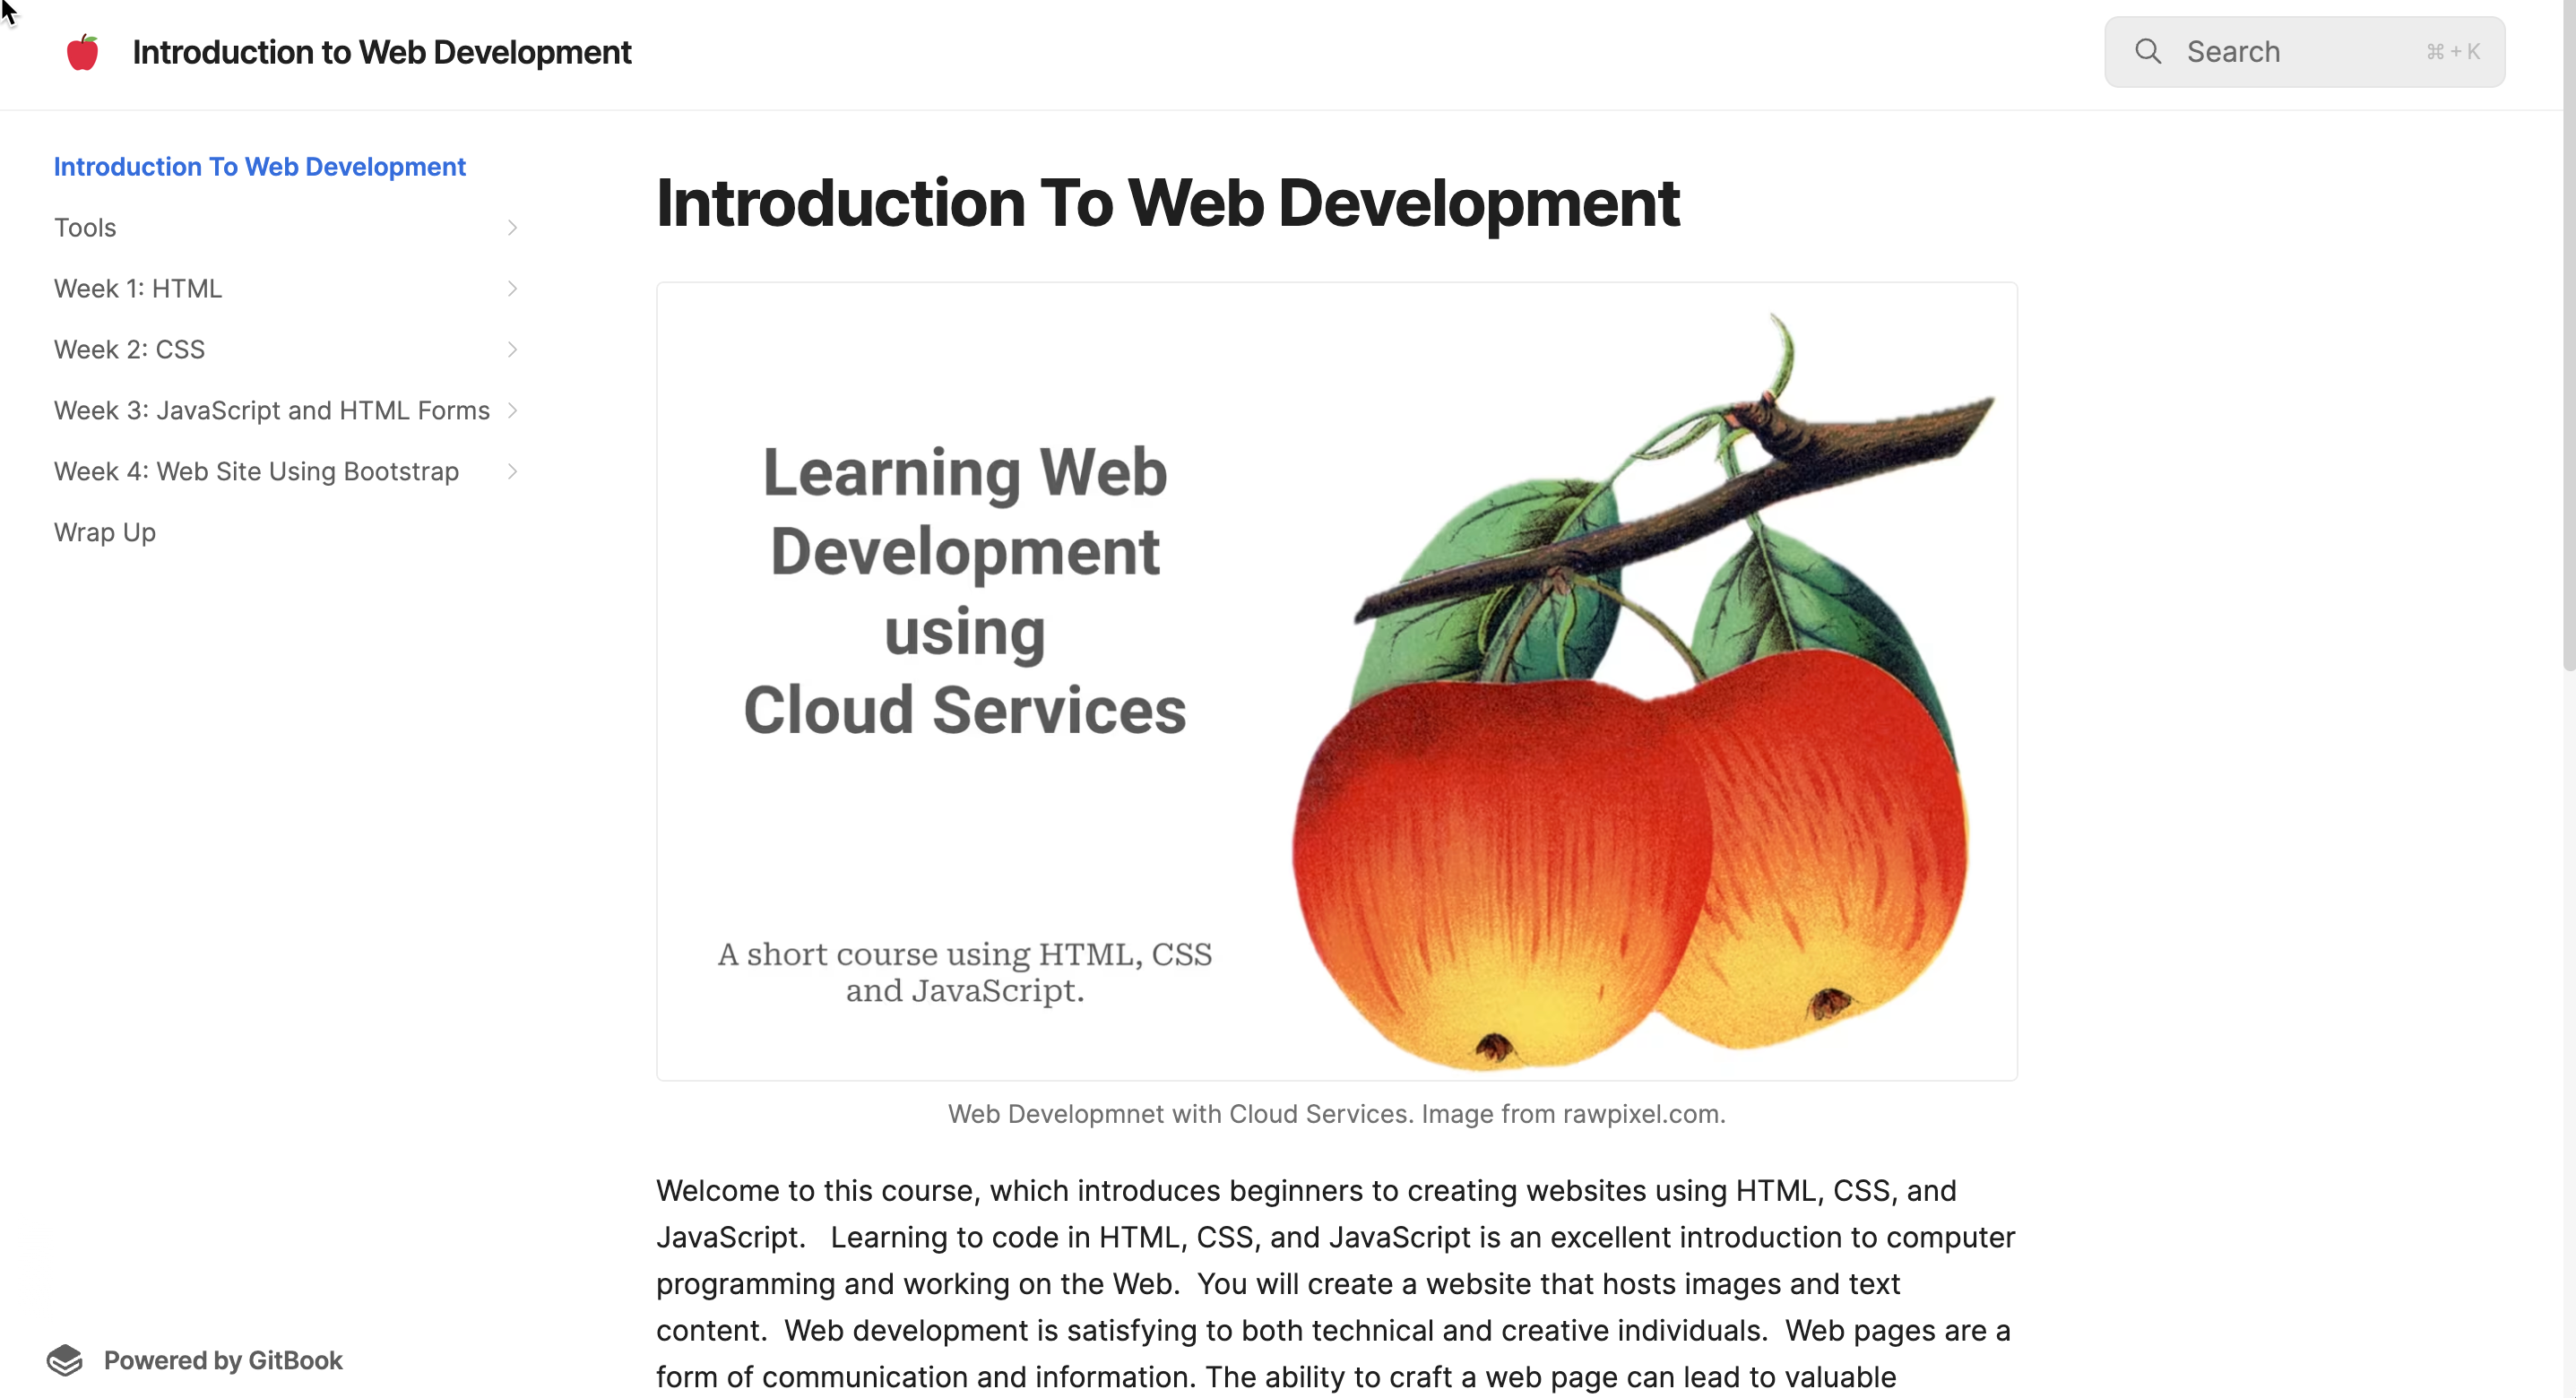 Introduction to Web Development
Search
⌘ + K
Introduction To Web Development
Tools
Week 1: HTML
Week 2: CSS
Week 3: JavaScript and HTML Forms
Week 4: Web Site Using Bootstrap
Wrap Up
Powered by GitBook
Introduction To Web Development
Learning Web
Development
using
Cloud Services
A short course using HTML, CSS
and JavaScript.
Web Developmnet with Cloud Services. Image from rawpixel.com.
Welcome to this course, which introduces beginners to creating websites using HTML, CSS, and
JavaScript.   Learning to code in HTML, CSS, and JavaScript is an excellent introduction to computer
programming and working on the Web.  You will create a website that hosts images and text
content.  Web development is satisfying to both technical and creative individuals.  Web pages are a
form of communication and information. The ability to craft a web page can lead to valuable